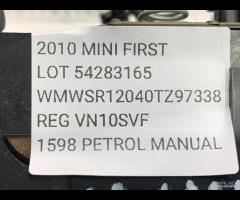 2010 MINI FIRST
LOT 54283165
WMWSR12040TZ97338
REG VN10SVF
1598 PETROL MANUAL